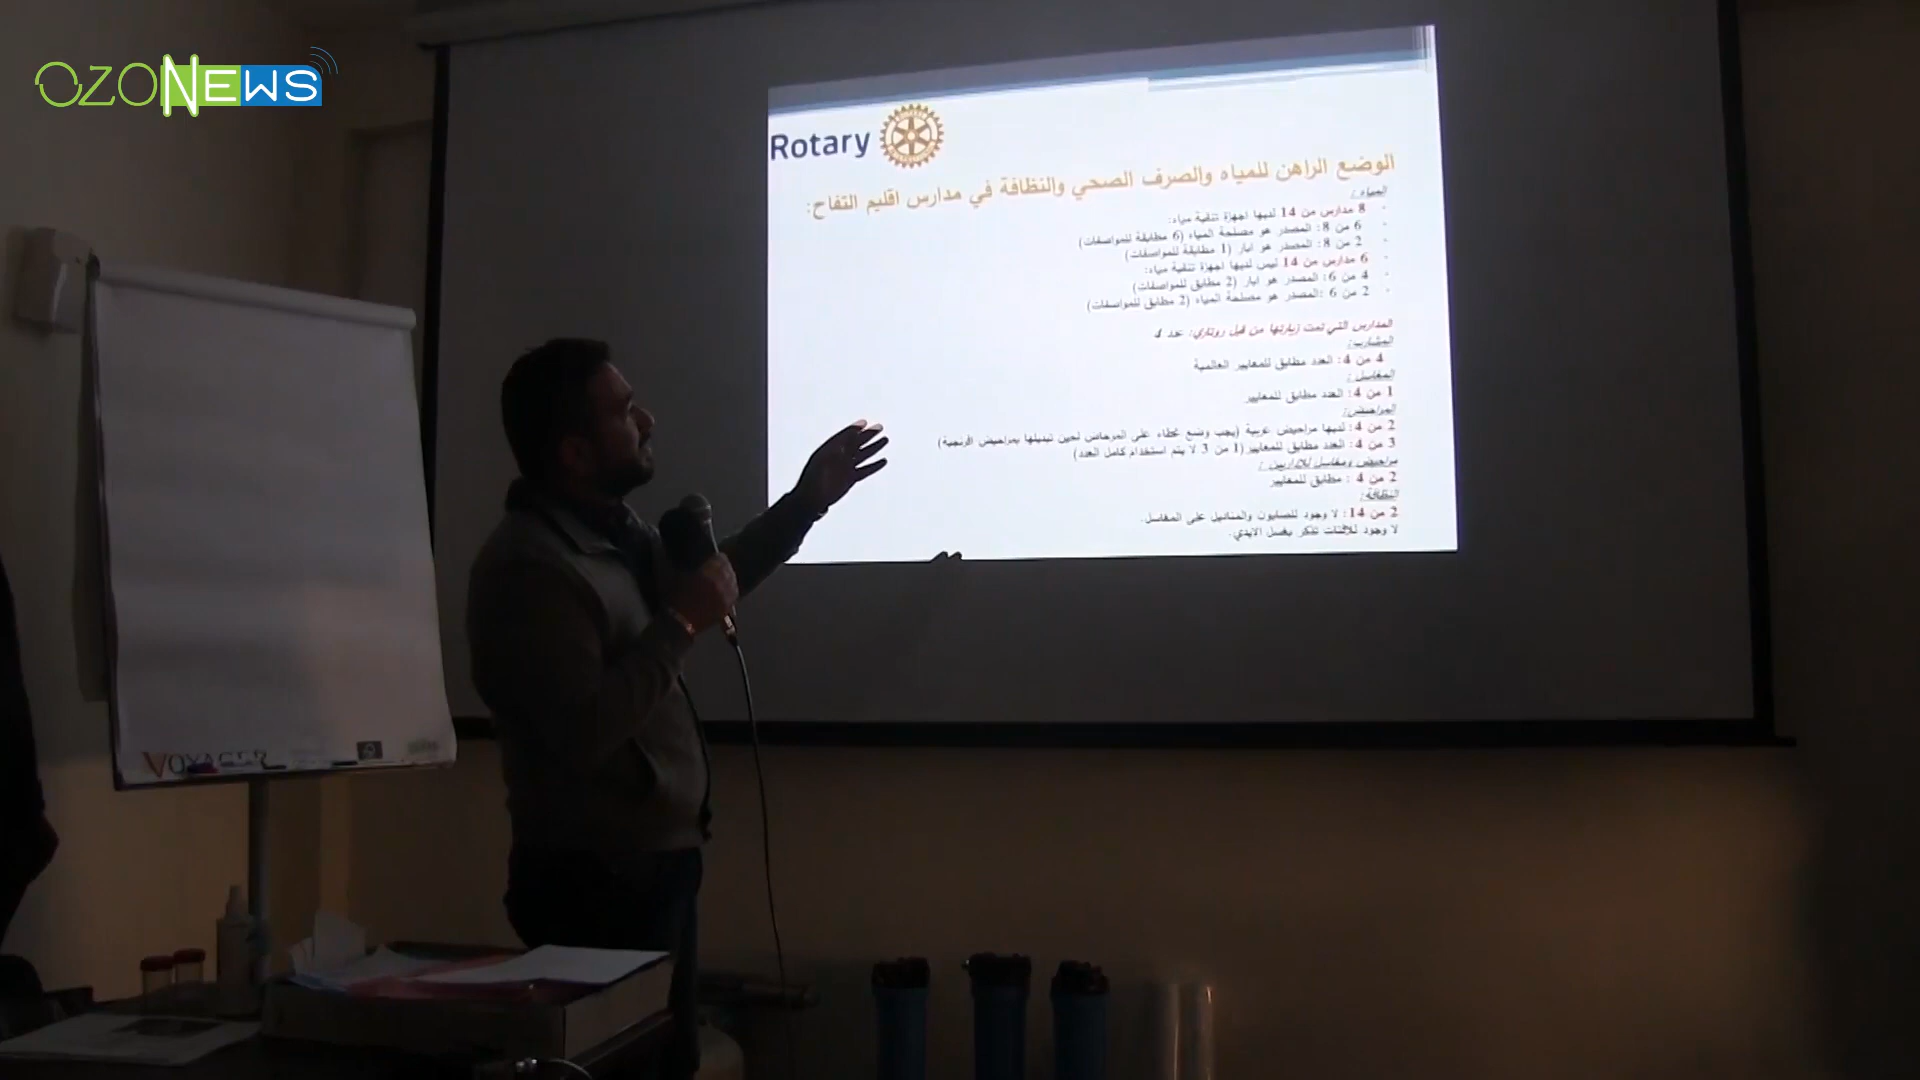 OZONEWS
Rotary
الوضع الراهن للمياه والصرف الصحي والنظافة في مدارس اقليم التفاح:
المياه:
8 مدارس من 14 لديها اجهزة تنقية مياه:
6 من 8: المصدر هو مصلحة المياه (6 مطابقة للمواصفات)
2 من 8: المصدر هو ابار (1 مطابقة للمواصفات)
6 مدارس من 14 ليس لديها اجهزة تنقية مياه:
4 من 6: المصدر هو ابار (2 مطابق للمواصفات)
2 من 6 :المصدر هو مصلحة المياه (2 مطابق للمواصفات)
المدارس التي تمت زيارتها من قبل روتاري: عدد 4
المشارب:
4 من 4: العدد مطابق للمعايير العالمية
المغاسل:
1 من 4: العدد مطابق للمعايير
المراحيض:
2 من 4: لديها مراحيض عربية (يجب وضع غطاء على المرحاض لحين تبديلها بمراحيض افرنجية)
3 من 4: العدد مطابق للمعايير(1 من 3 لا يتم استخدام كامل العدد)
مراحيض ومغاسل للاداريين:
2 من 4 : مطابق للمعايير
النظافة:
2 من 14: لا وجود للصابون والمناديل على المغاسل.
لا وجود للافتات تذكر بغسل الايدي.
VOYAGER